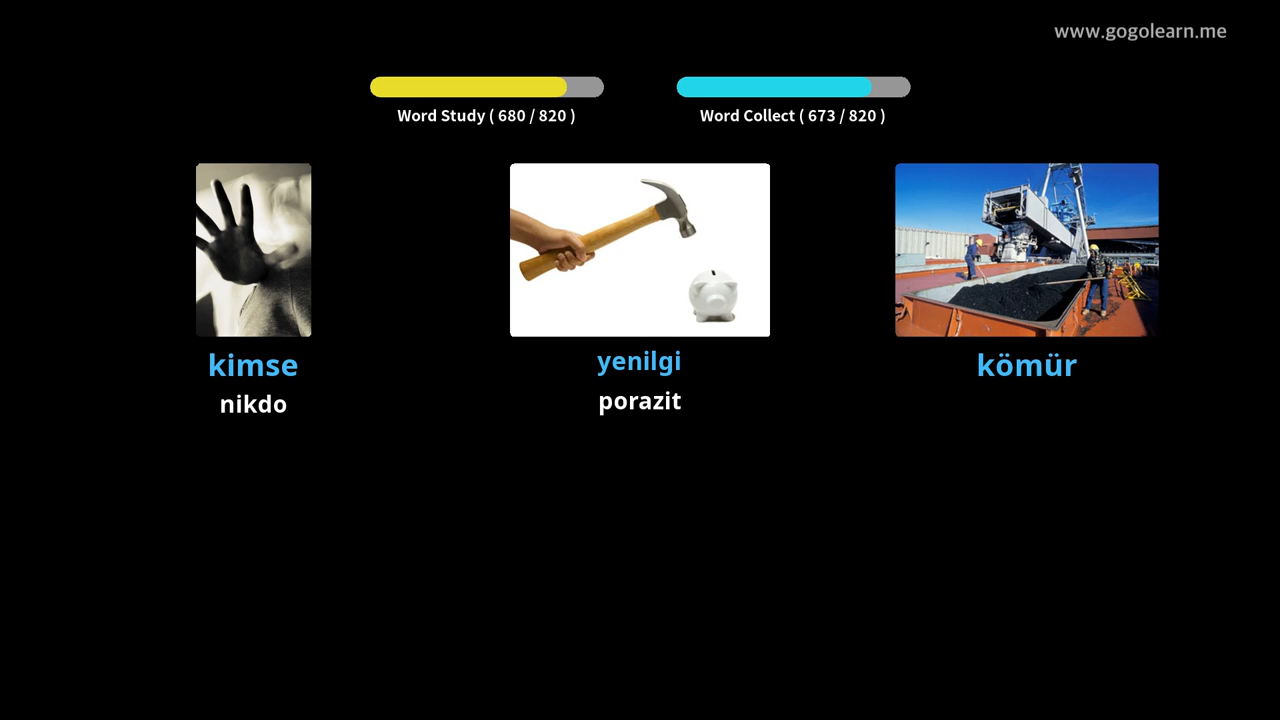 www.gogolearn.me
Word Study ( 680 / 820 )
Word Collect ( 673 / 820 )
kimse
nikdo
yenilgi
porazit
kömür